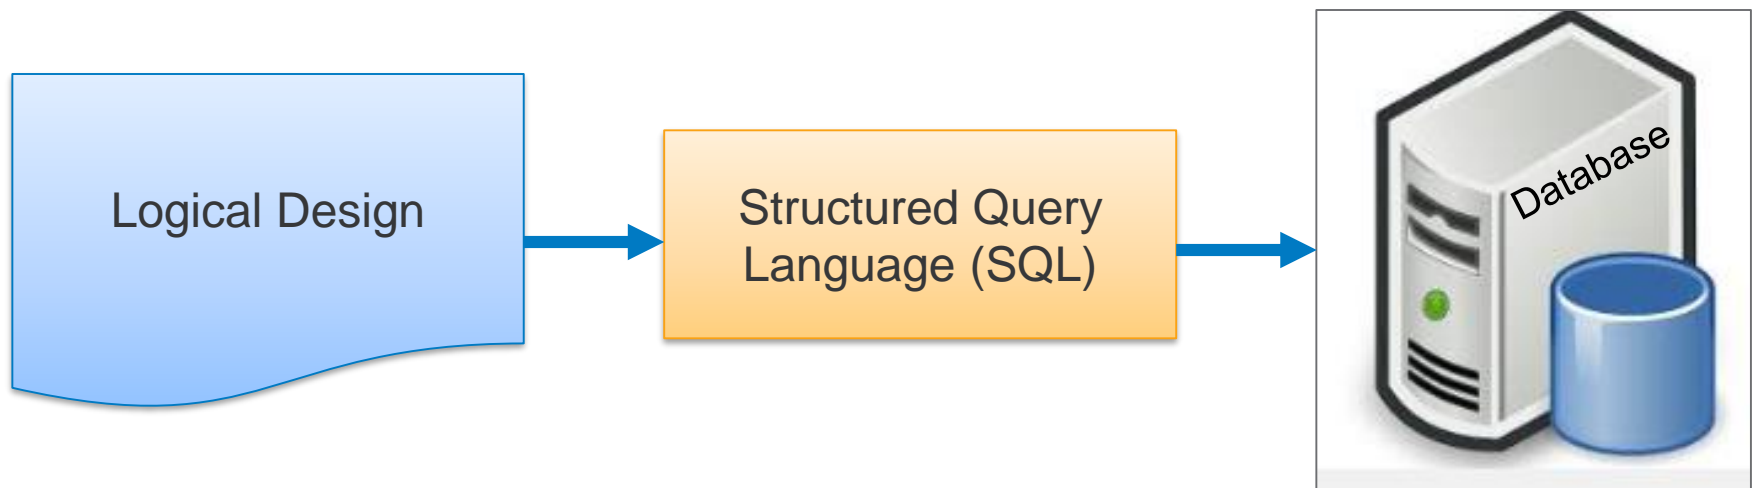 Logical Design
Structured Query
Language (SQL)
Database